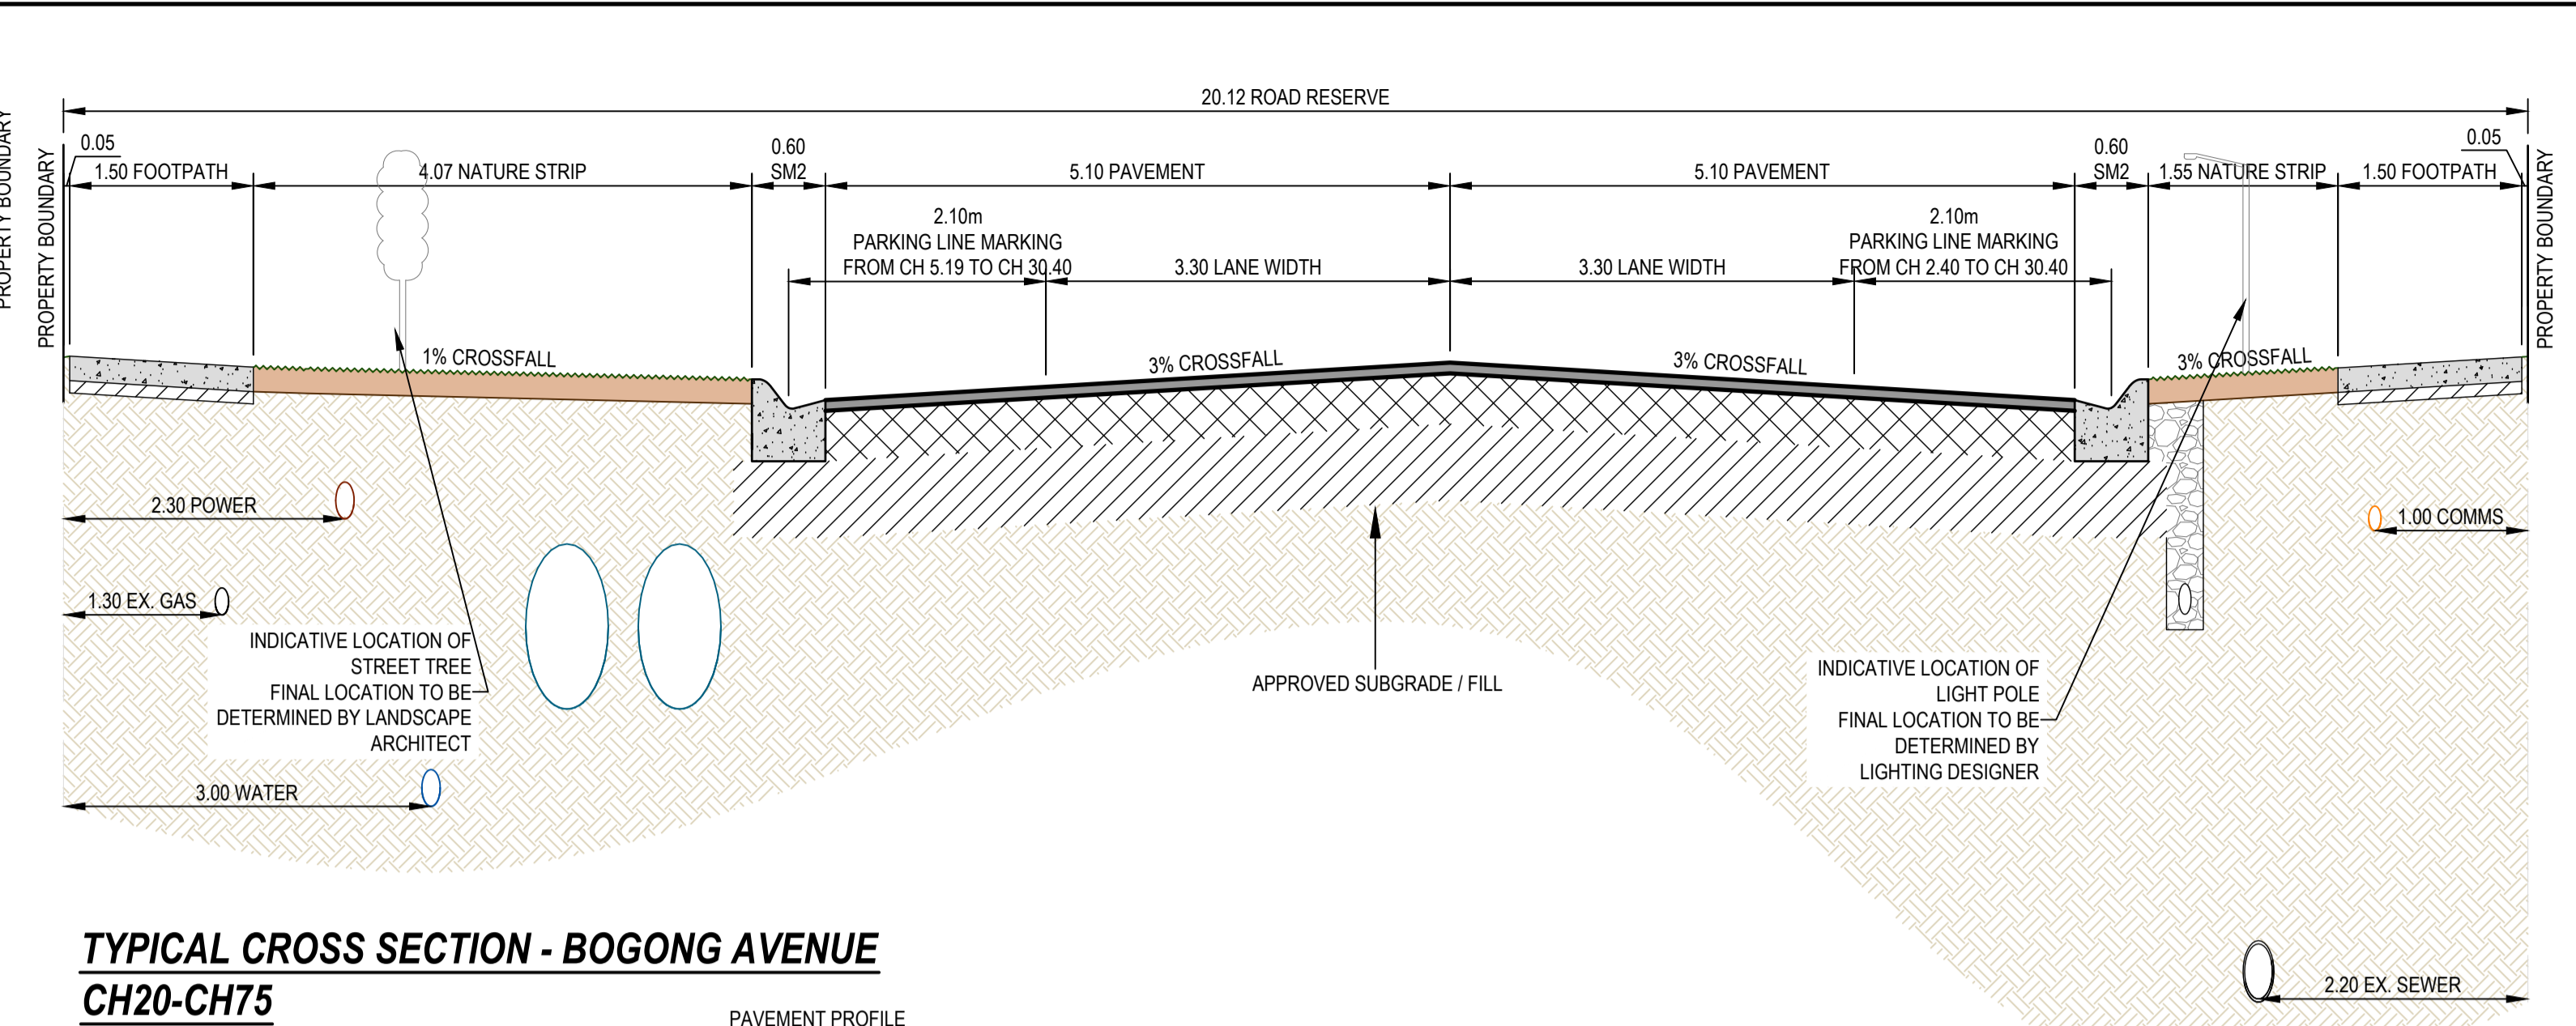 20.12 ROAD RESERVE
PROPERTY BOUNDARY
PROPERTY BOUNDARY
0.05
1.50 FOOTPATH
4.07 NATURE STRIP
0.60
SM2
5.10 PAVEMENT
5.10 PAVEMENT
0.60
SM2
1.55 NATURE STRIP
1.50 FOOTPATH
0.05
PROPERTY BOUNDARY
2.10m
PARKING LINE MARKING
FROM CH 5.19 TO CH 30.40
3.30 LANE WIDTH
3.30 LANE WIDTH
2.10m
PARKING LINE MARKING
FROM CH 2.40 TO CH 30.40
1% CROSSFALL
3% CROSSFALL
3% CROSSFALL
3% CROSSFALL
2.30 POWER
1.00 COMMS
1.30 EX. GAS
INDICATIVE LOCATION OF
STREET TREE
FINAL LOCATION TO BE
DETERMINED BY LANDSCAPE
ARCHITECT
APPROVED SUBGRADE / FILL
INDICATIVE LOCATION OF
LIGHT POLE
FINAL LOCATION TO BE
DETERMINED BY
LIGHTING DESIGNER
3.00 WATER
2.20 EX. SEWER
TYPICAL CROSS SECTION - BOGONG AVENUE
CH20-CH75
PAVEMENT PROFILE